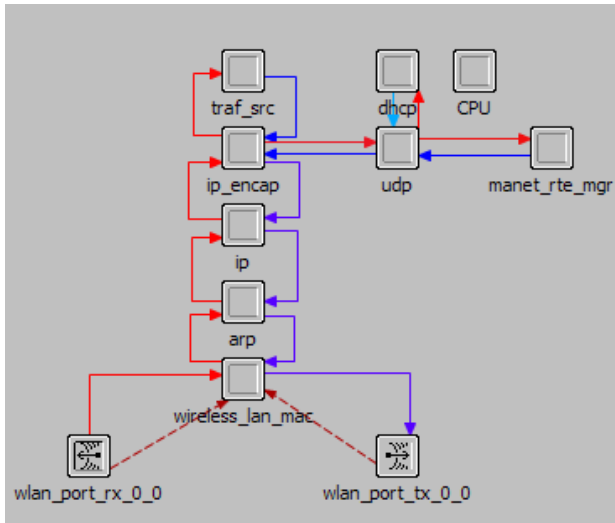 traf_src
dhcp
CPU
ip_encap
udp
manet_rte_mgr
ip
arp
wireless_lan_mac
wlan_port_rx_0_0
wlan_port_tx_0_0